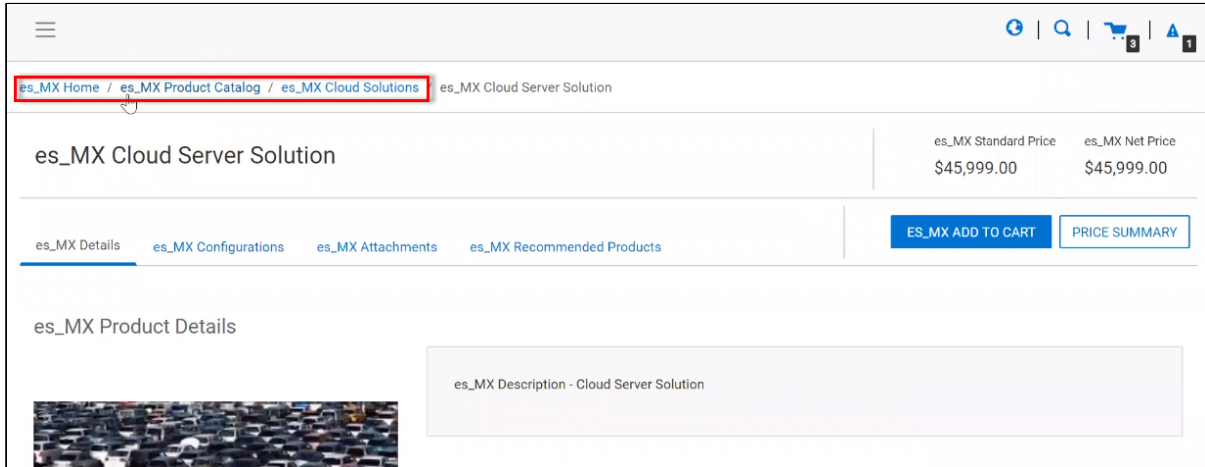 3
1
es_MX Home / es_MX Product Catalog / es_MX Cloud Solutions / es_MX Cloud Server Solution
es_MX Cloud Server Solution
es_MX Standard Price
es_MX Net Price
$45,999.00
$45,999.00
es_MX Details
es_MX Configurations
es_MX Attachments
es_MX Recommended Products
ES_MX ADD TO CART
PRICE SUMMARY
es_MX Product Details
es_MX Description - Cloud Server Solution